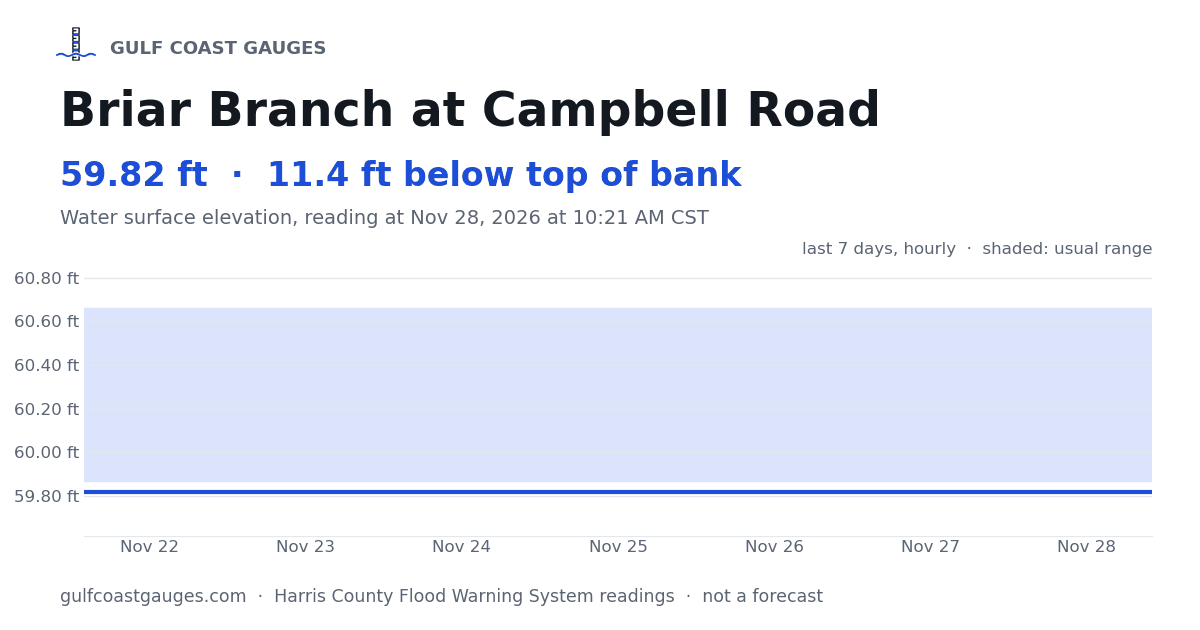 GULF COAST GAUGES
Briar Branch at Campbell Road
59.82 ft · 11.4 ft below top of bank
Water surface elevation, reading at Nov 28, 2026 at 10:21 AM CST
last 7 days, hourly · shaded: usual range
60.80 ft
60.60 ft
60.40 ft
60.20 ft
60.00 ft
59.80 ft
Nov 22 Nov 23 Nov 24 Nov 25 Nov 26 Nov 27 Nov 28
gulfcoastgauges.com · Harris County Flood Warning System readings · not a forecast